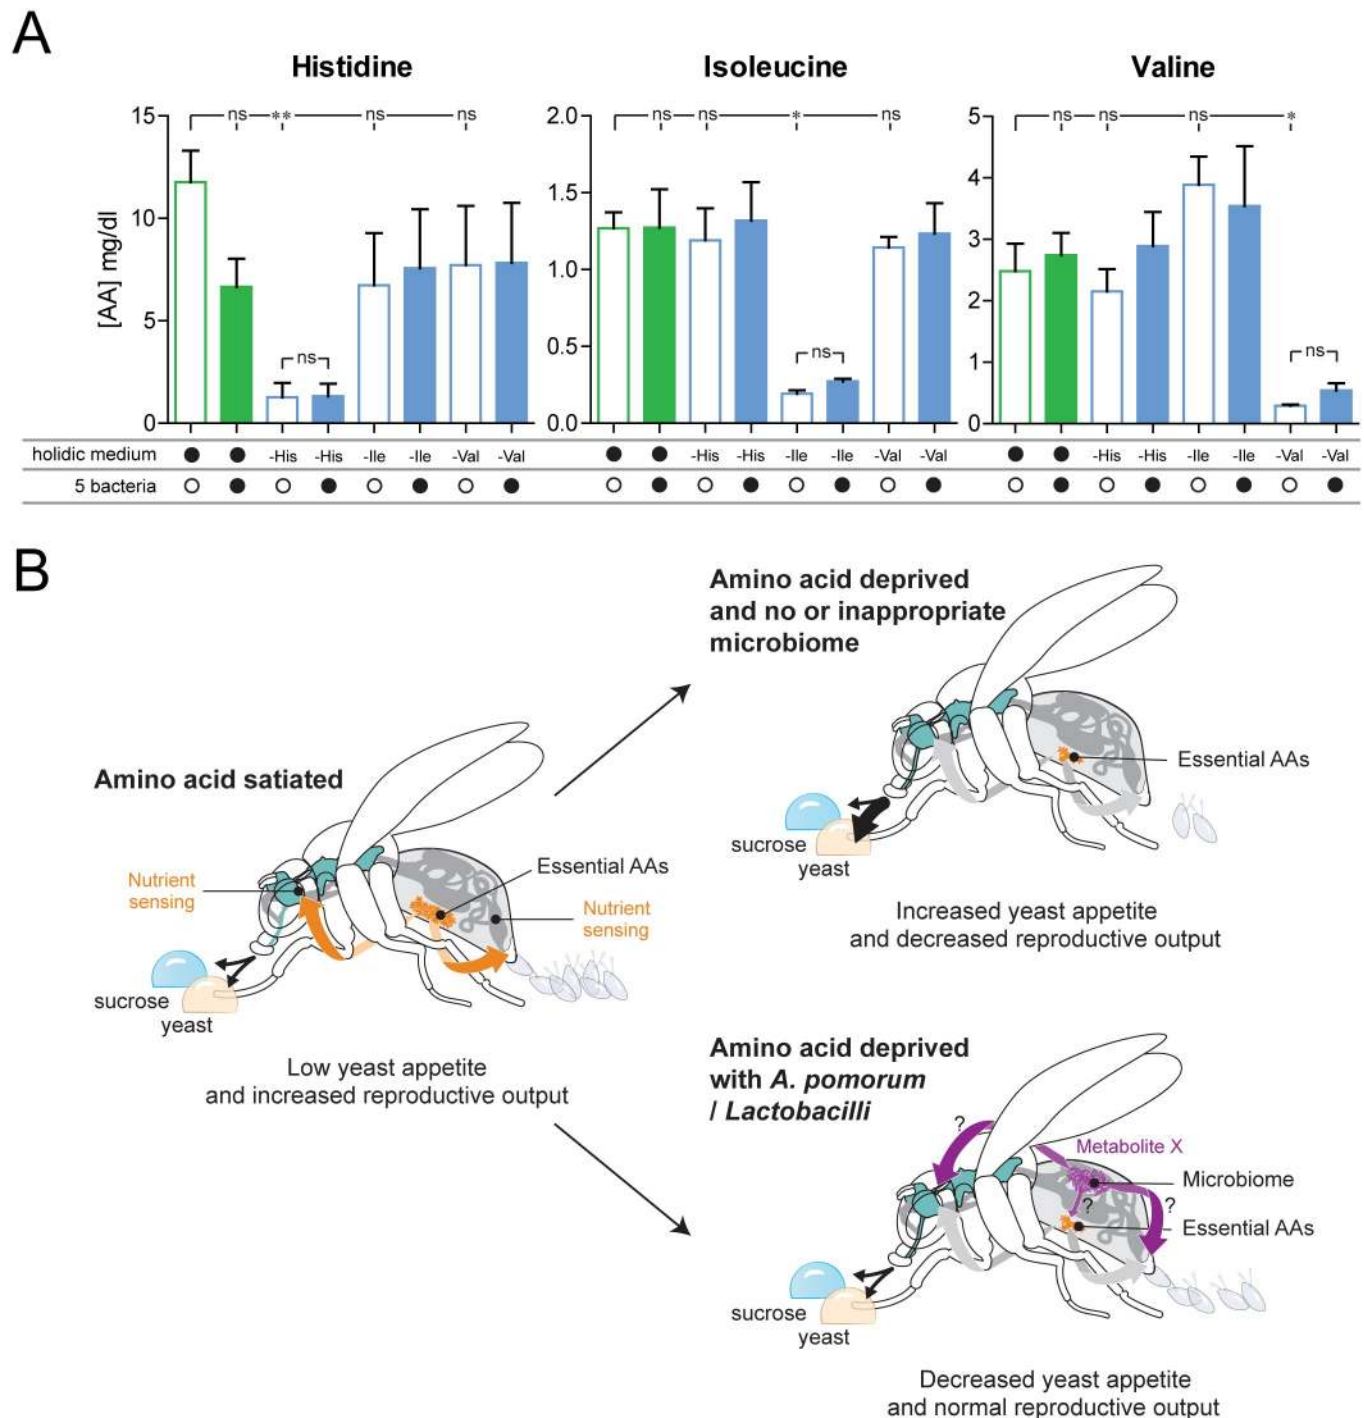 A
Histidine
Isoleucine
Valine
[AA] mg/dl
15
10
5
0
ns ** ns ns
ns
2.0
1.5
1.0
0.5
0.0
ns ns * ns
ns
5
4
3
2
1
0
ns ns ns *
ns
holidic medium -His -His -Ile -Ile -Val -Val -His -His -Ile -Ile -Val -Val -His -His -Ile -Ile -Val -Val
5 bacteria
B
Amino acid satiated
Nutrient
sensing
Essential AAs
Nutrient
sensing
sucrose
yeast
Low yeast appetite
and increased reproductive output
Amino acid deprived
and no or inappropriate
microbiome
Essential AAs
sucrose
yeast
Increased yeast appetite
and decreased reproductive output
Amino acid deprived
with A. pomorum
/ Lactobacilli
?
Metabolite X
Microbiome
?
?
Essential AAs
sucrose
yeast
Decreased yeast appetite
and normal reproductive output